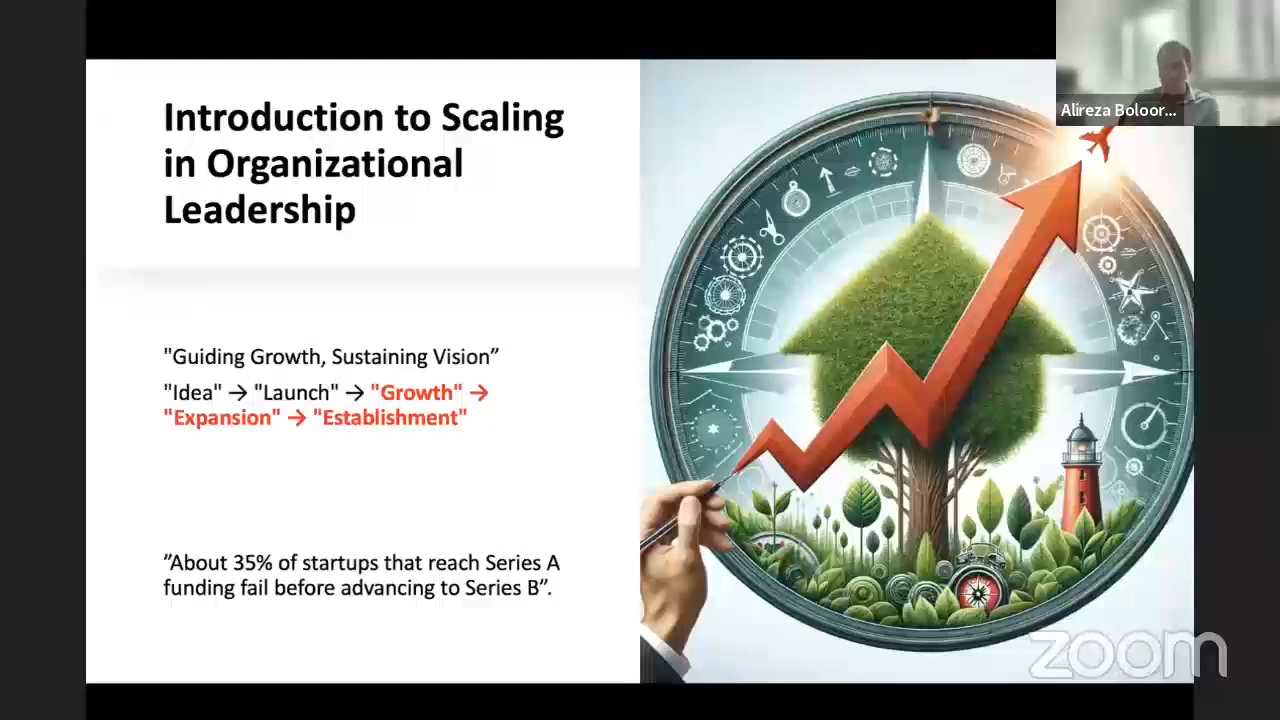 Alireza Boloor...
Introduction to Scaling
in Organizational
Leadership
"Guiding Growth, Sustaining Vision”
"Idea" → "Launch" → "Growth" →
"Expansion" → "Establishment"
”About 35% of startups that reach Series A
funding fail before advancing to Series B”.
zoom